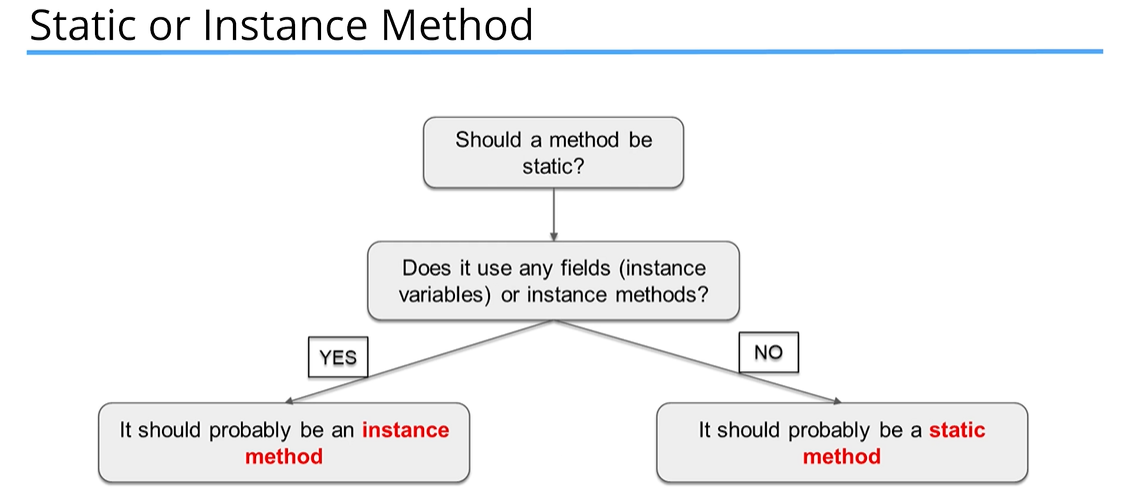 Static or Instance Method
Should a method be
static?
Does it use any fields (instance
variables) or instance methods?
YES
NO
It should probably be an instance
method
It should probably be a static
method